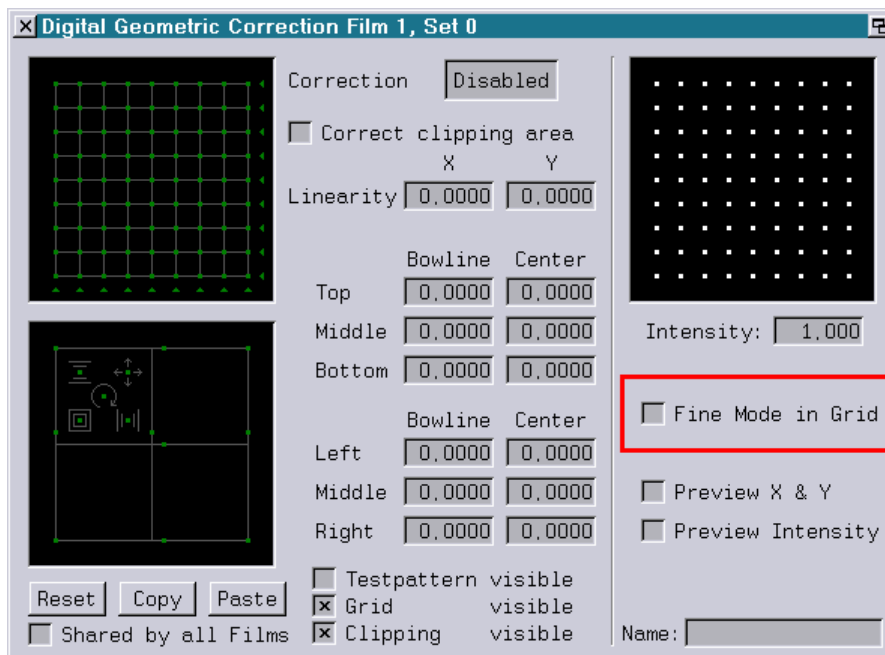 Digital Geometric Correction Film 1, Set 0
Correction Disabled
Correct clipping area
X Y
Linearity 0.0000 0.0000
Bowline Center
Top 0.0000 0.0000
Middle 0.0000 0.0000
Bottom 0.0000 0.0000
Bowline Center
Left 0.0000 0.0000
Middle 0.0000 0.0000
Right 0.0000 0.0000
Testpattern visible
Grid visible
Clipping visible
Reset Copy Paste
Shared by all Films
Intensity: 1.000
Fine Mode in Grid
Preview X & Y
Preview Intensity
Name: